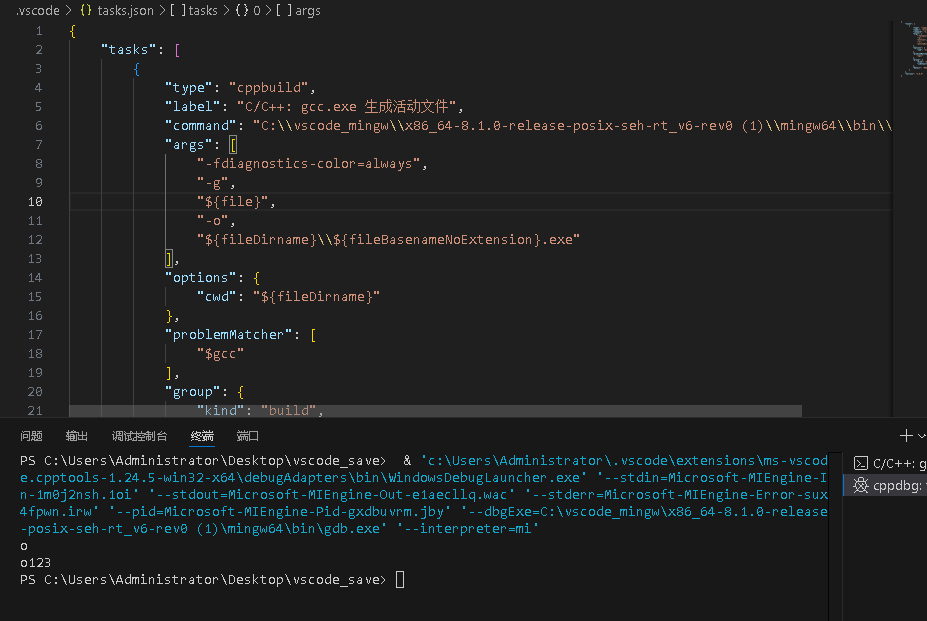 .vscode > {} tasks.json > [ ] tasks > {} 0 > [ ] args
1 {
2 "tasks": [
3 {
4 "type": "cppbuild",
5 "label": "C/C++: gcc.exe 生成活动文件",
6 "command": "C:\\vscode_mingw\\x86_64-8.1.0-release-posix-seh-rt_v6-rev0 (1)\\mingw64\\bin\\
7 "args": [
8 "-fdiagnostics-color=always",
9 "-g",
10 "${file}",
11 "-o",
12 "${fileDirname}\\${fileBasenameNoExtension}.exe"
13 ],
14 "options": {
15 "cwd": "${fileDirname}"
16 },
17 "problemMatcher": [
18 "$gcc"
19 ],
20 "group": {
21 "kind": "build",
问题 输出 调试控制台 终端 端口
PS C:\Users\Administrator\Desktop\vscode_save> & 'c:\Users\Administrator\.vscode\extensions\ms-vscod
e.cpptools-1.24.5-win32-x64\debugAdapters\bin\WindowsDebugLauncher.exe' '--stdin=Microsoft-MIEngine-I
n-1m0j2nsh.1oi' '--stdout=Microsoft-MIEngine-Out-e1aecllq.wac' '--stderr=Microsoft-MIEngine-Error-sux
4fpwn.irw' '--pid=Microsoft-MIEngine-Pid-gxdbuvrm.jby' '--dbgExe=C:\vscode_mingw\x86_64-8.1.0-release
-posix-seh-rt_v6-rev0 (1)\mingw64\bin\gdb.exe' '--interpreter=mi'
o
o123
PS C:\Users\Administrator\Desktop\vscode_save>
C/C++: g
cppdbg: